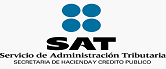 SAT
Servicio de Administración Tributaria
SECRETARIA DE HACIENDA Y CREDITO PUBLICO